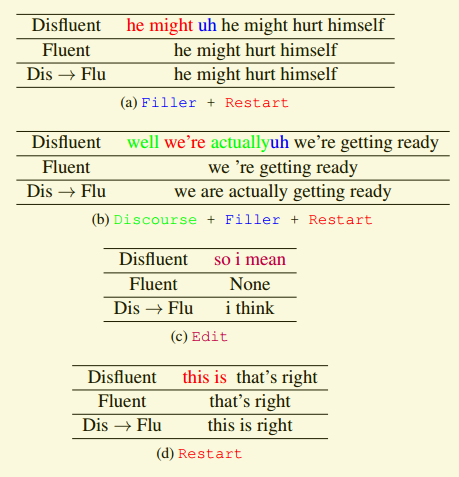 Disfluent he might uh he might hurt himself
Fluent he might hurt himself
Dis → Flu he might hurt himself
(a) Filler + Restart
Disfluent well we're actuallyuh we're getting ready
Fluent we 're getting ready
Dis → Flu we are actually getting ready
(b) Discourse + Filler + Restart
Disfluent so i mean
Fluent None
Dis → Flu i think
(c) Edit
Disfluent this is that's right
Fluent that's right
Dis → Flu this is right
(d) Restart